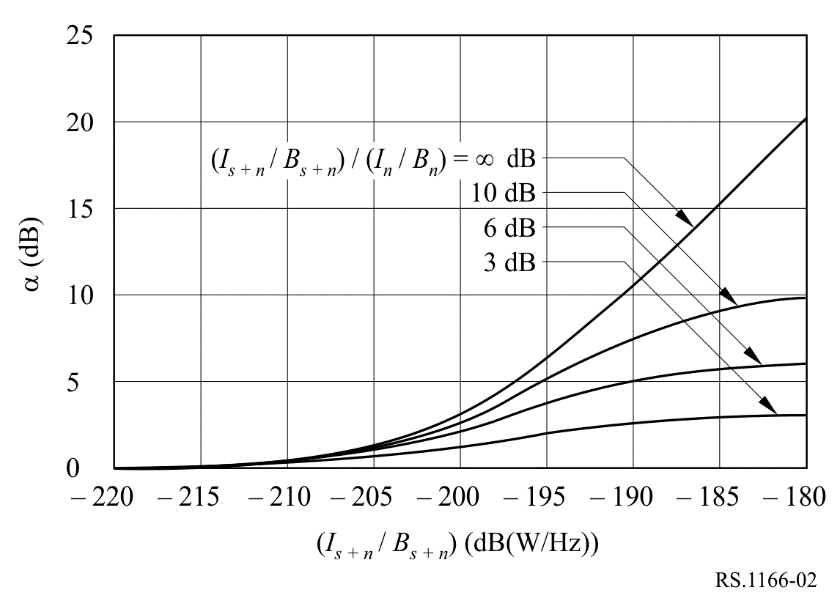 25
20
15
10
5
0
α (dB)
(I_{s + n} / B_{s + n}) / (I_n / B_n) = ∞ dB
10 dB
6 dB
3 dB
– 220 – 215 – 210 – 205 – 200 – 195 – 190 – 185 – 180
(I_{s + n} / B_{s + n}) (dB(W/Hz))
RS.1166-02